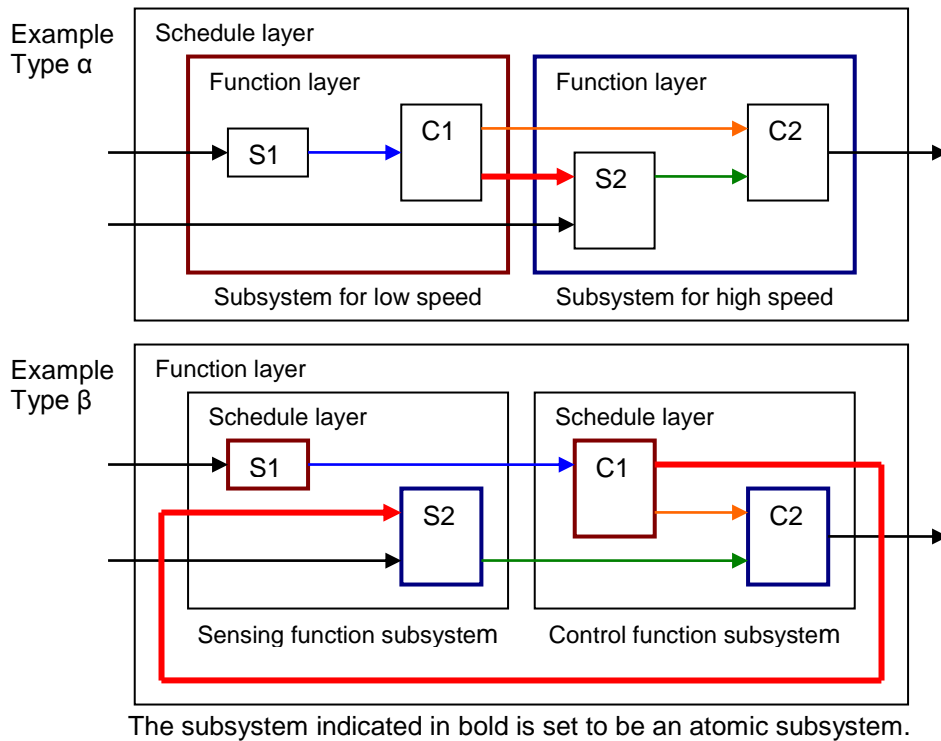 Example
Type α
Schedule layer
Function layer
Function layer
S1
C1
S2
C2
Subsystem for low speed
Subsystem for high speed
Example
Type β
Function layer
Schedule layer
Schedule layer
S1
C1
S2
C2
Sensing function subsystem
Control function subsystem
The subsystem indicated in bold is set to be an atomic subsystem.